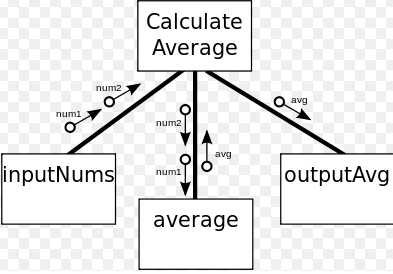 Calculate
Average
num2
num1
avg
num2
avg
num1
inputNums
outputAvg
average